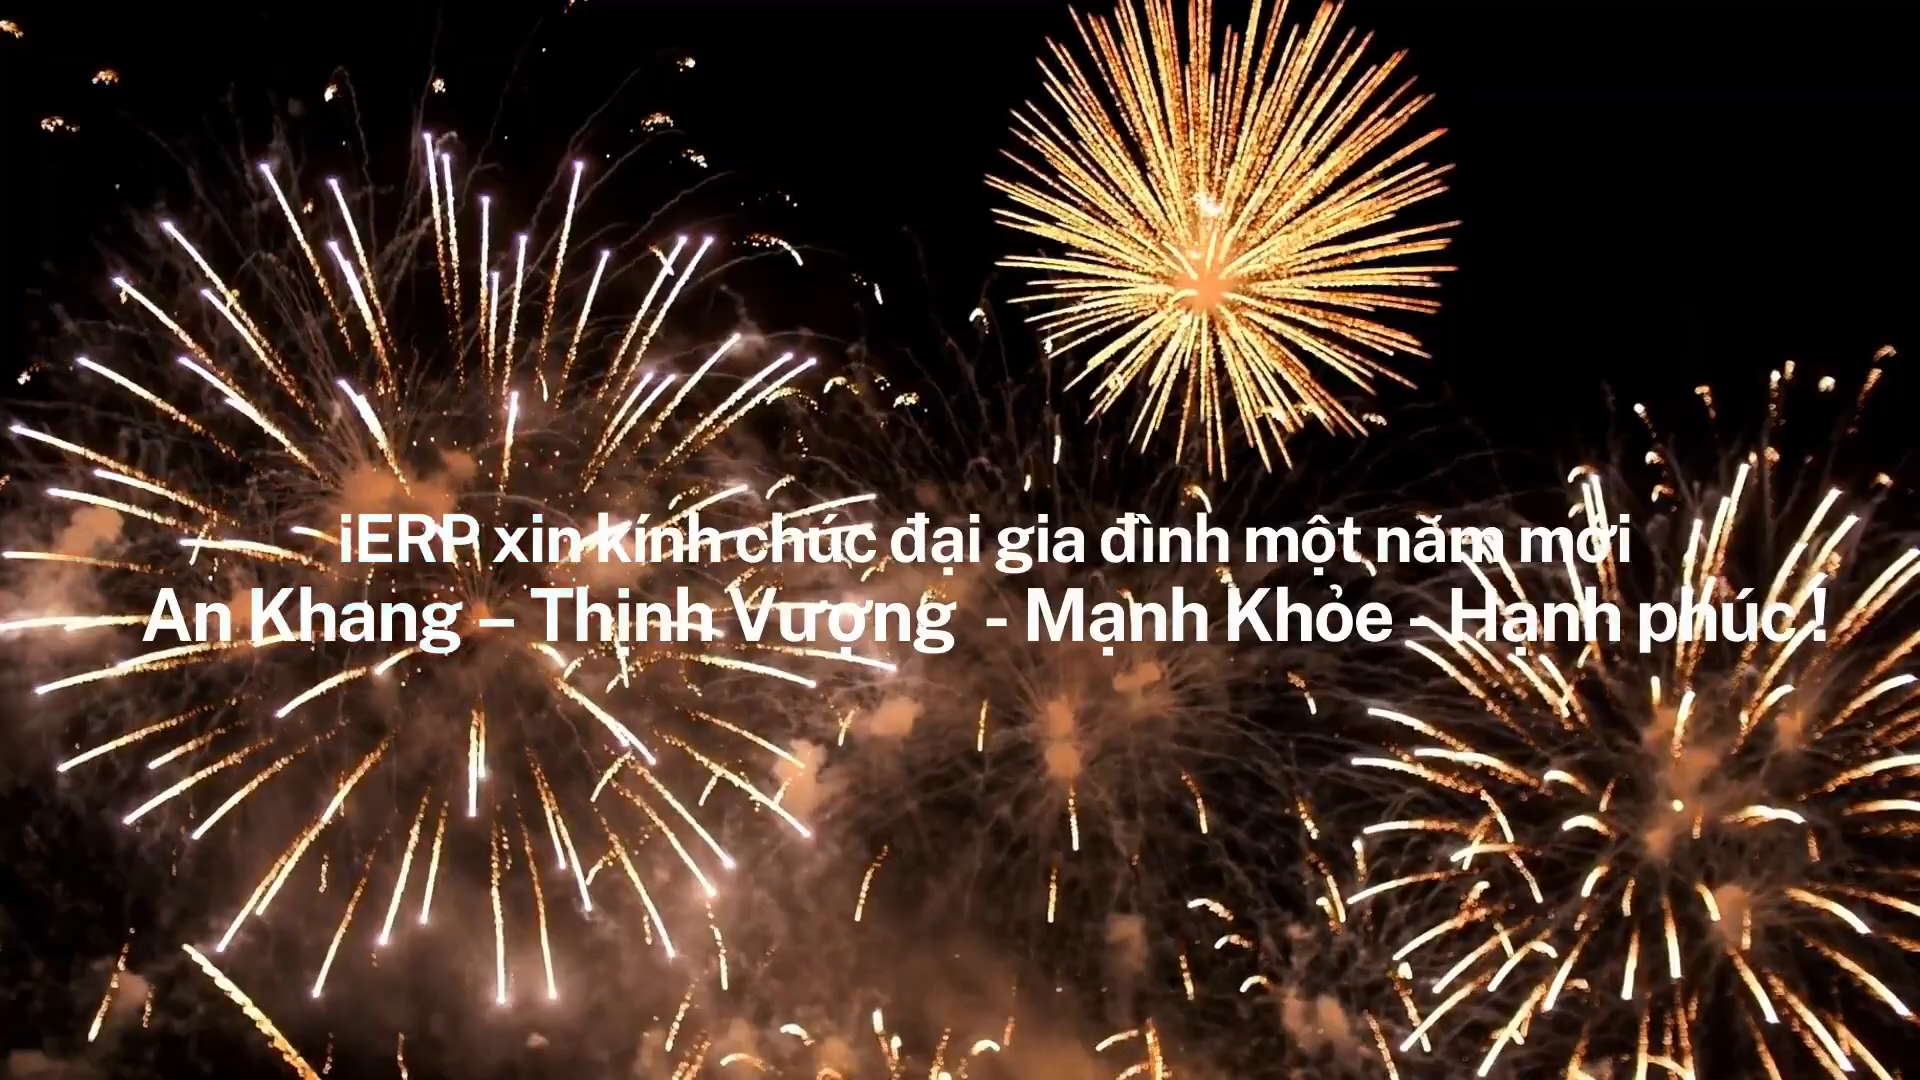 iERP xin kính chúc đại gia đình một năm mới
An Khang – Thịnh Vượng - Mạnh Khỏe - Hạnh phúc !